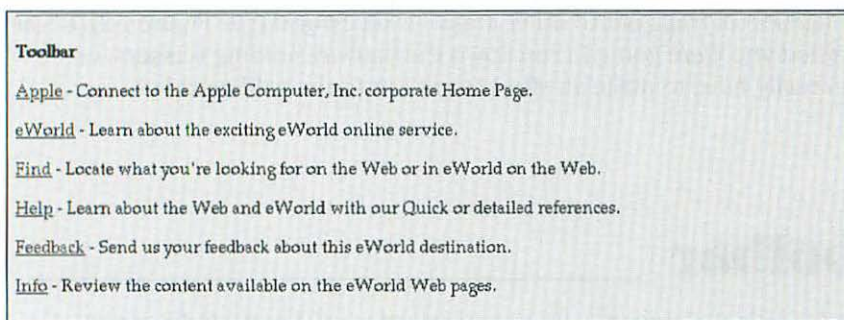 Toolbar
Apple - Connect to the Apple Computer, Inc. corporate Home Page.
eWorld - Learn about the exciting eWorld online service.
Find - Locate what you're looking for on the Web or in eWorld on the Web.
Help - Learn about the Web and eWorld with our Quick or detailed references.
Feedback - Send us your feedback about this eWorld destination.
Info - Review the content available on the eWorld Web pages.